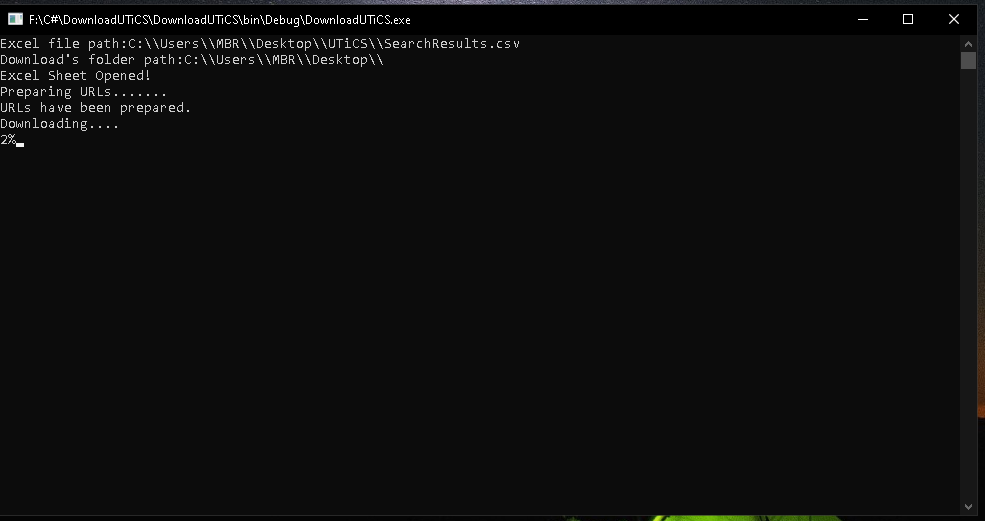 F:\C#\DownloadUTiCS\DownloadUTiCS\bin\Debug\DownloadUTiCS.exe
Excel file path:C:\\Users\\MBR\\Desktop\\UTiCS\\SearchResults.csv
Download's folder path:C:\\Users\\MBR\\Desktop\\
Excel Sheet Opened!
Preparing URLs.......
URLs have been prepared.
Downloading....
2%